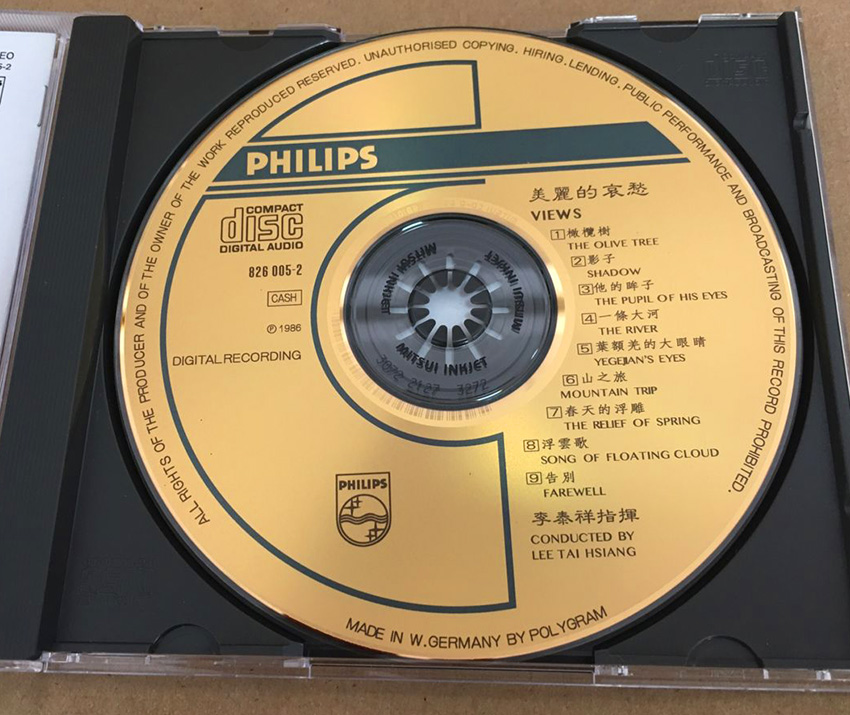 EO
-2
ALL RIGHTS OF THE PRODUCER AND OF THE OWNER OF THE WORK REPRODUCED RESERVED. UNAUTHORISED COPYING. HIRING. LENDING. PUBLIC PERFORMANCE AND BROADCASTING OF THIS RECORD PROHIBITED.
PHILIPS
COMPACT
disc
DIGITAL AUDIO
826 005-2
CASH
℗ 1986
DIGITAL RECORDING
美麗的哀愁
VIEWS
1 橄欖樹
THE OLIVE TREE
2 影子
SHADOW
3 他的眸子
THE PUPIL OF HIS EYES
4 一條大河
THE RIVER
5 葉額羌的大眼睛
YEGEJIAN'S EYES
6 山之旅
MOUNTAIN TRIP
7 春天的浮雕
THE RELIEF OF SPRING
8 浮雲歌
SONG OF FLOATING CLOUD
9 告別
FAREWELL
李泰祥指揮
CONDUCTED BY
LEE TAI HSIANG
PHILIPS
MITSUI INKJET
MITSUI INKJET
MITSUI INKJET
3072 2127 3272
MADE IN W.GERMANY BY POLYGRAM